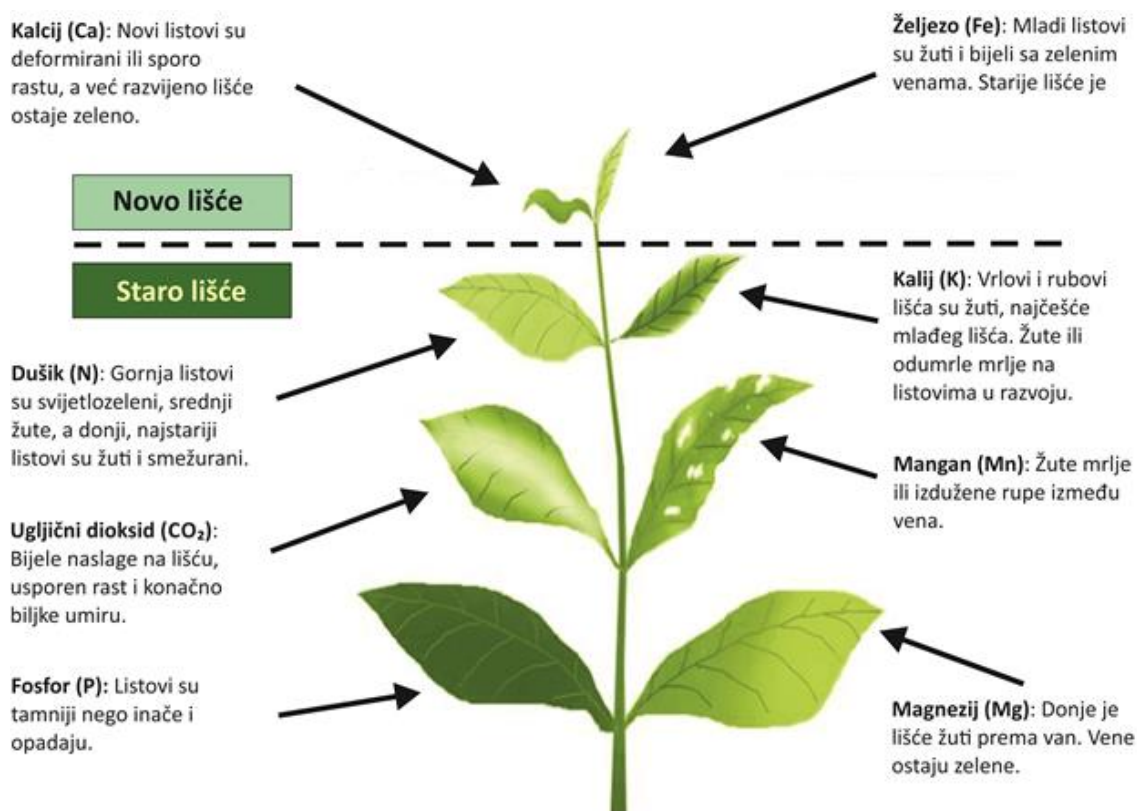 Kalcij (Ca): Novi listovi su
deformirani ili sporo
rastu, a već razvijeno lišće
ostaje zeleno.
Željezo (Fe): Mladi listovi
su žuti i bijeli sa zelenim
venama. Starije lišće je
Novo lišće
Staro lišće
Kalij (K): Vrlovi i rubovi
lišća su žuti, najčešće
mlađeg lišća. Žute ili
odumrle mrlje na
listovima u razvoju.
Dušik (N): Gornja listovi
su svijetlozeleni, srednji
žute, a donji, najstariji
listovi su žuti i smežurani.
Mangan (Mn): Žute mrlje
ili izdužene rupe između
vena.
Ugljični dioksid (CO₂):
Bijele naslage na lišću,
usporen rast i konačno
biljke umiru.
Fosfor (P): Listovi su
tamniji nego inače i
opadaju.
Magnezij (Mg): Donje je
lišće žuti prema van. Vene
ostaju zelene.